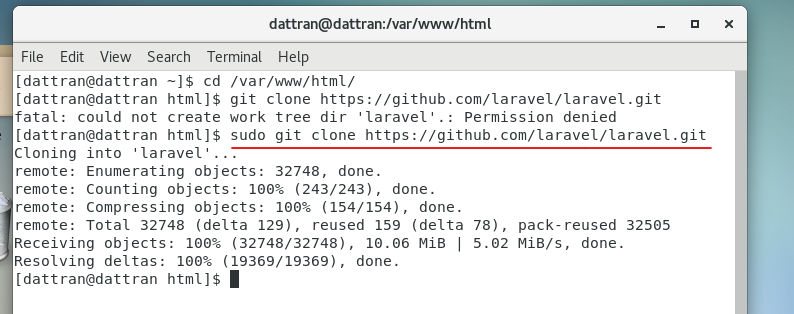 dattran@dattran:/var/www/html
File Edit View Search Terminal Help
[dattran@dattran ~]$ cd /var/www/html/
[dattran@dattran html]$ git clone https://github.com/laravel/laravel.git
fatal: could not create work tree dir 'laravel'.: Permission denied
[dattran@dattran html]$ sudo git clone https://github.com/laravel/laravel.git
Cloning into 'laravel'...
remote: Enumerating objects: 32748, done.
remote: Counting objects: 100% (243/243), done.
remote: Compressing objects: 100% (154/154), done.
remote: Total 32748 (delta 129), reused 159 (delta 78), pack-reused 32505
Receiving objects: 100% (32748/32748), 10.06 MiB | 5.02 MiB/s, done.
Resolving deltas: 100% (19369/19369), done.
[dattran@dattran html]$